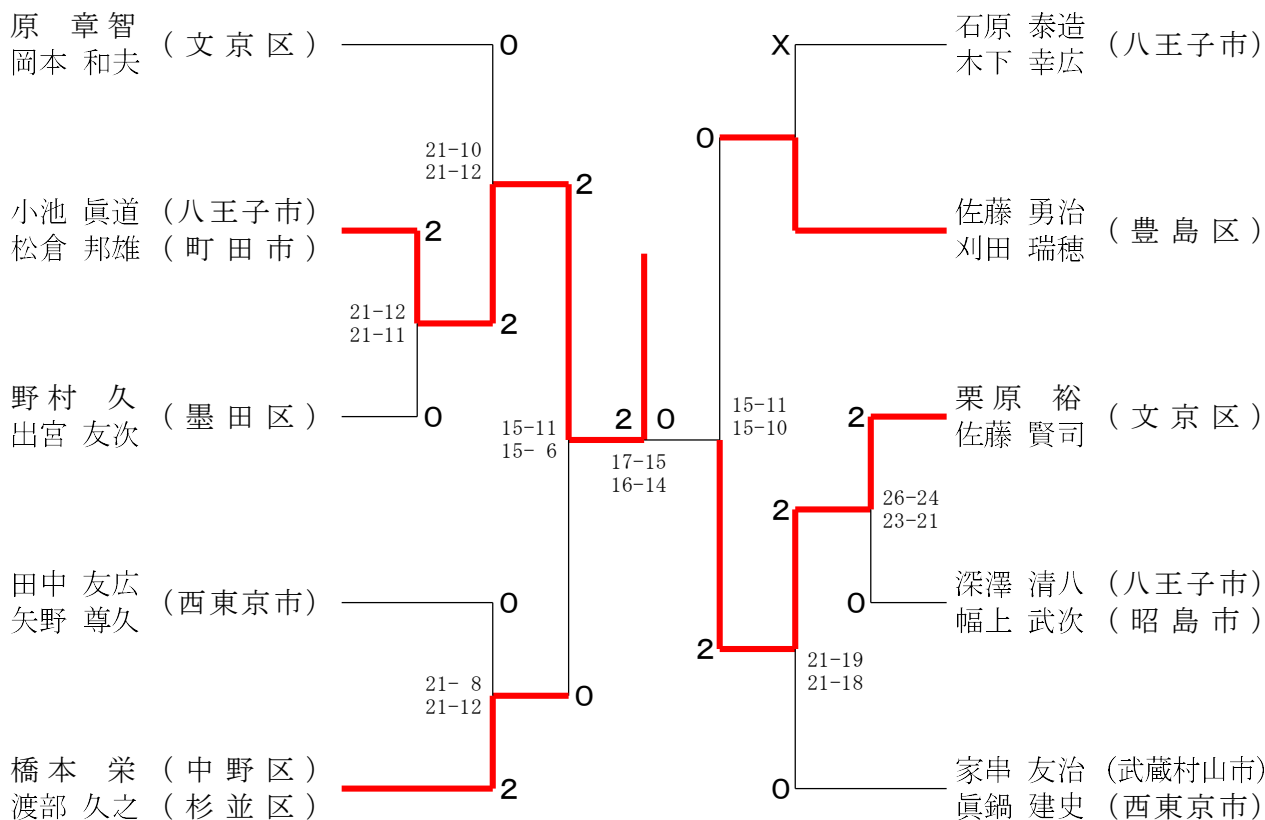 原 章智 (文京区)
岡本 和夫
0
21-10
21-12
2
小池 眞道 (八王子市)
松倉 邦雄 (町田市)
2
21-12
21-11
2
野村 久 (墨田区)
出宮 友次
0
15-11
15- 6
2 0
17-15
16-14
田中 友広 (西東京市)
矢野 尊久
0
21- 8
21-12
0
橋本 栄 (中野区)
渡部 久之 (杉並区)
2
石原 泰造 (八王子市)
木下 幸広
X
0
佐藤 勇治 (豊島区)
刈田 瑞穂
15-11
15-10
栗原 裕 (文京区)
佐藤 賢司
2
26-24
23-21
2
深澤 清八 (八王子市)
幅上 武次 (昭島市)
0
2
21-19
21-18
家串 友治 (武蔵村山市)
眞鍋 建史 (西東京市)
0